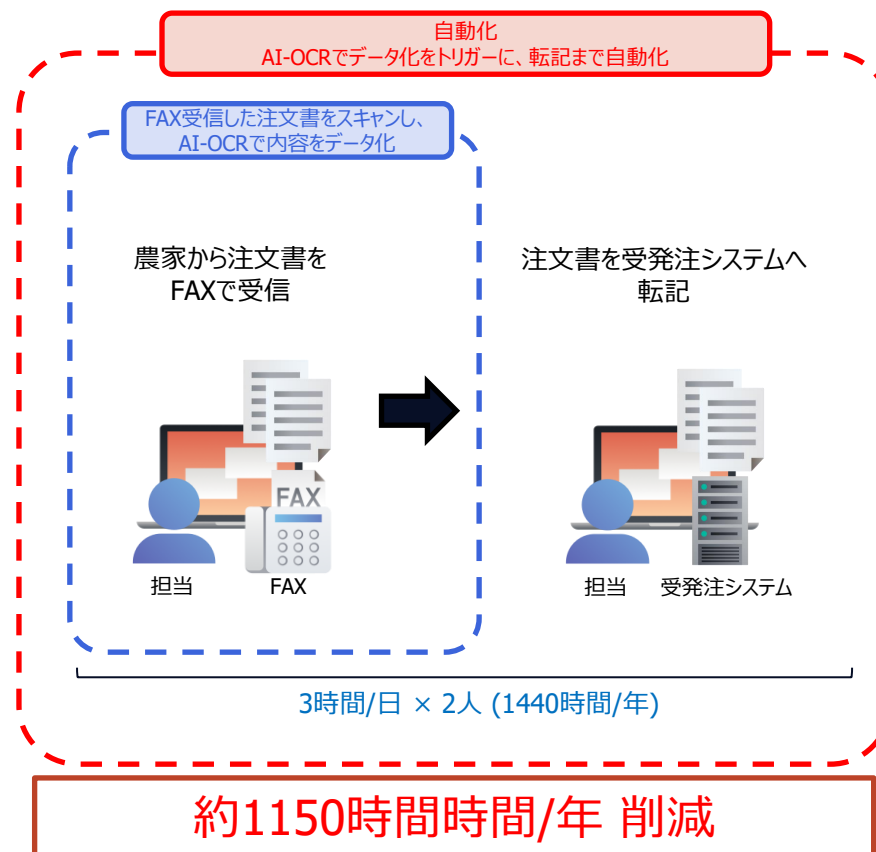 自動化
AI-OCRでデータ化をトリガーに、転記まで自動化
FAX受信した注文書をスキャンし、
AI-OCRで内容をデータ化
農家から注文書を
FAXで受信
注文書を受発注システムへ
転記
FAX
担当
FAX
担当
受発注システム
3時間/日 × 2人 (1440時間/年)
約1150時間時間/年 削減